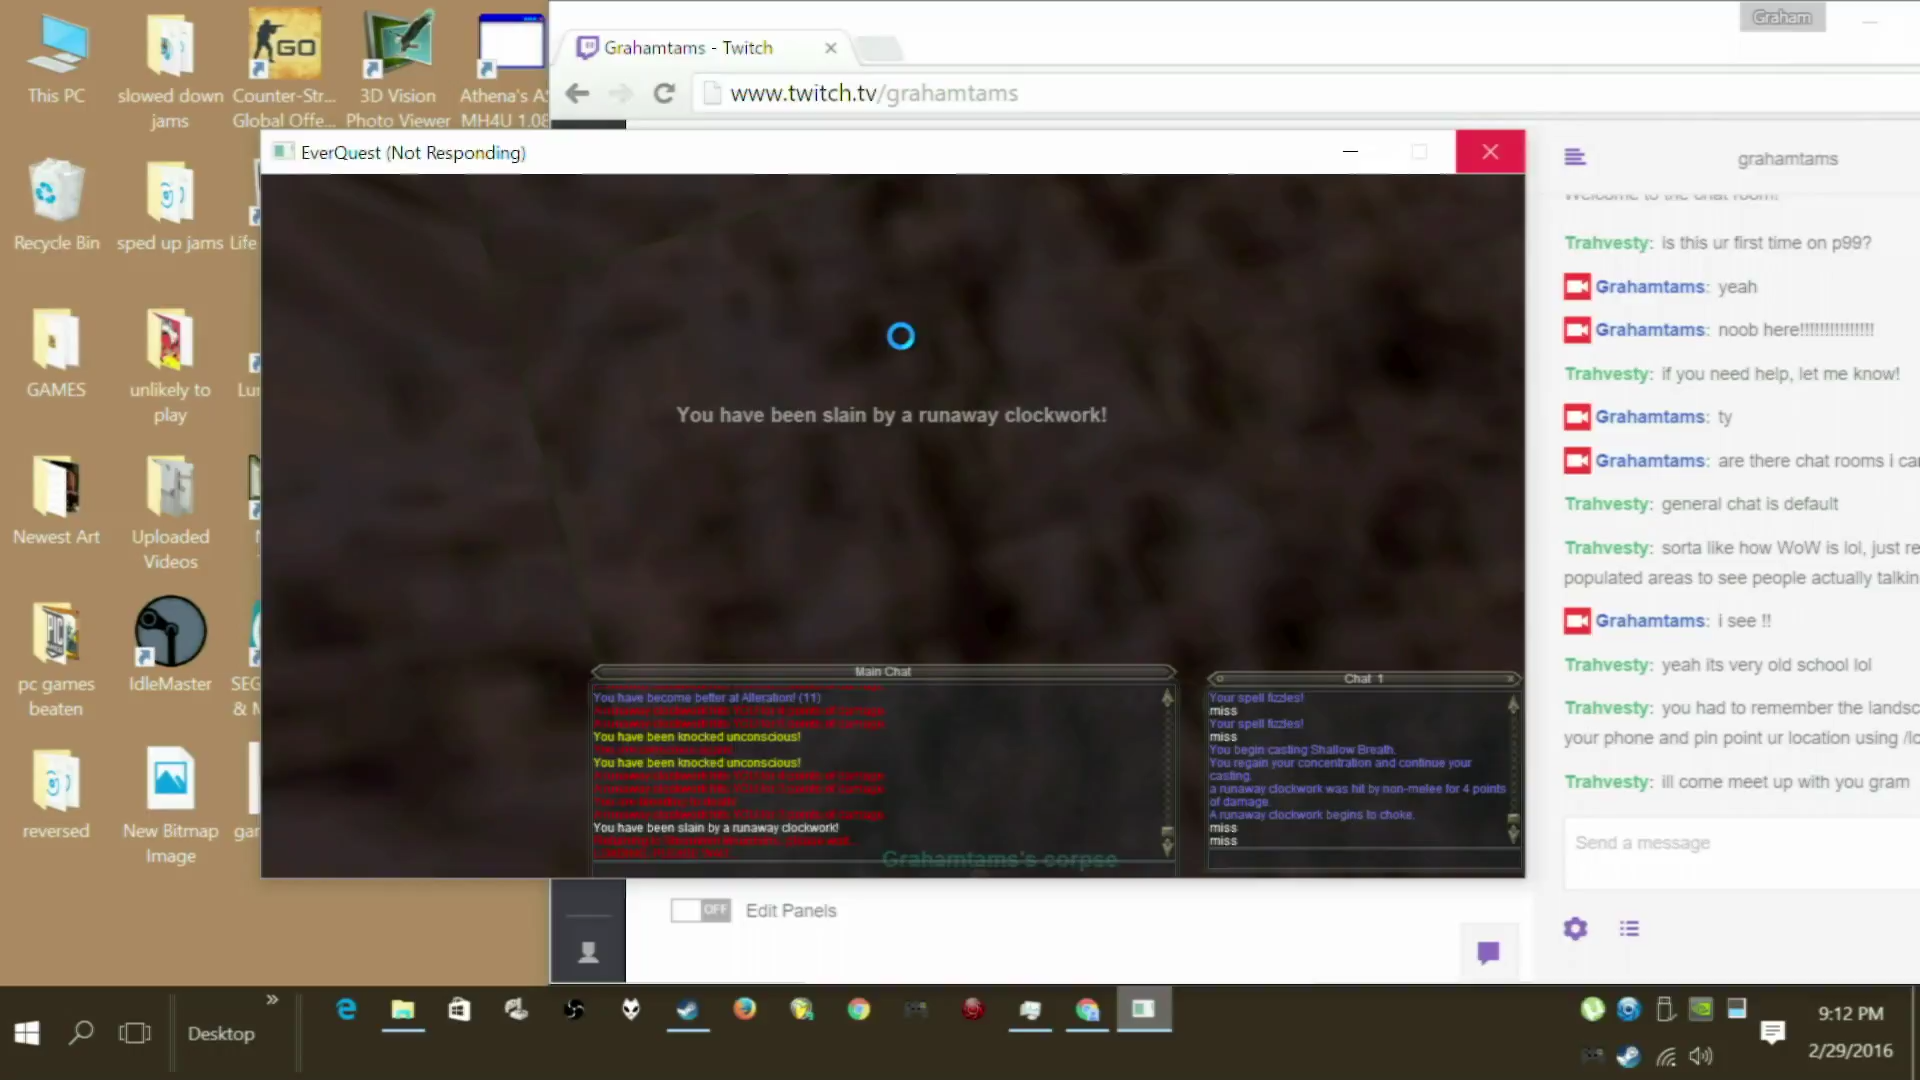 Graham
Grahamtams - Twitch
www.twitch.tv/grahamtams
This PC
slowed down
jams
Counter-Str...
Global Offe...
3D Vision
Photo Viewer
Athena's A
MH4U 1.08
Recycle Bin
sped up jams
Life
GAMES
unlikely to
play
Newest Art
Uploaded
Videos
pc games
beaten
IdleMaster
SEG
& M
reversed
New Bitmap
Image
EverQuest (Not Responding)
You have been slain by a runaway clockwork!
Main Chat
You have become better at Alteration! (11)
You have been knocked unconscious!
You have been knocked unconscious!
You have been slain by a runaway clockwork!
Grahamtams's corpse
Chat 1
Your spell fizzles!
miss
Your spell fizzles!
miss
You begin casting Shallow Breath.
You regain your concentration and continue your
casting.
a runaway clockwork was hit by non-melee for 4 points
of damage.
A runaway clockwork begins to choke.
miss
miss
grahamtams
Welcome to the chat room!
Trahvesty: is this ur first time on p99?
Grahamtams: yeah
Grahamtams: noob here!!!!!!!!!!!!!!!
Trahvesty: if you need help, let me know!
Grahamtams: ty
Grahamtams: are there chat rooms i can
Trahvesty: general chat is default
Trahvesty: sorta like how WoW is lol, just re
populated areas to see people actually talkin
Grahamtams: i see !!
Trahvesty: yeah its very old school lol
Trahvesty: you had to remember the landsc
your phone and pin point ur location using /lo
Trahvesty: ill come meet up with you gram
Send a message
OFF
Edit Panels
Desktop
9:12 PM
2/29/2016